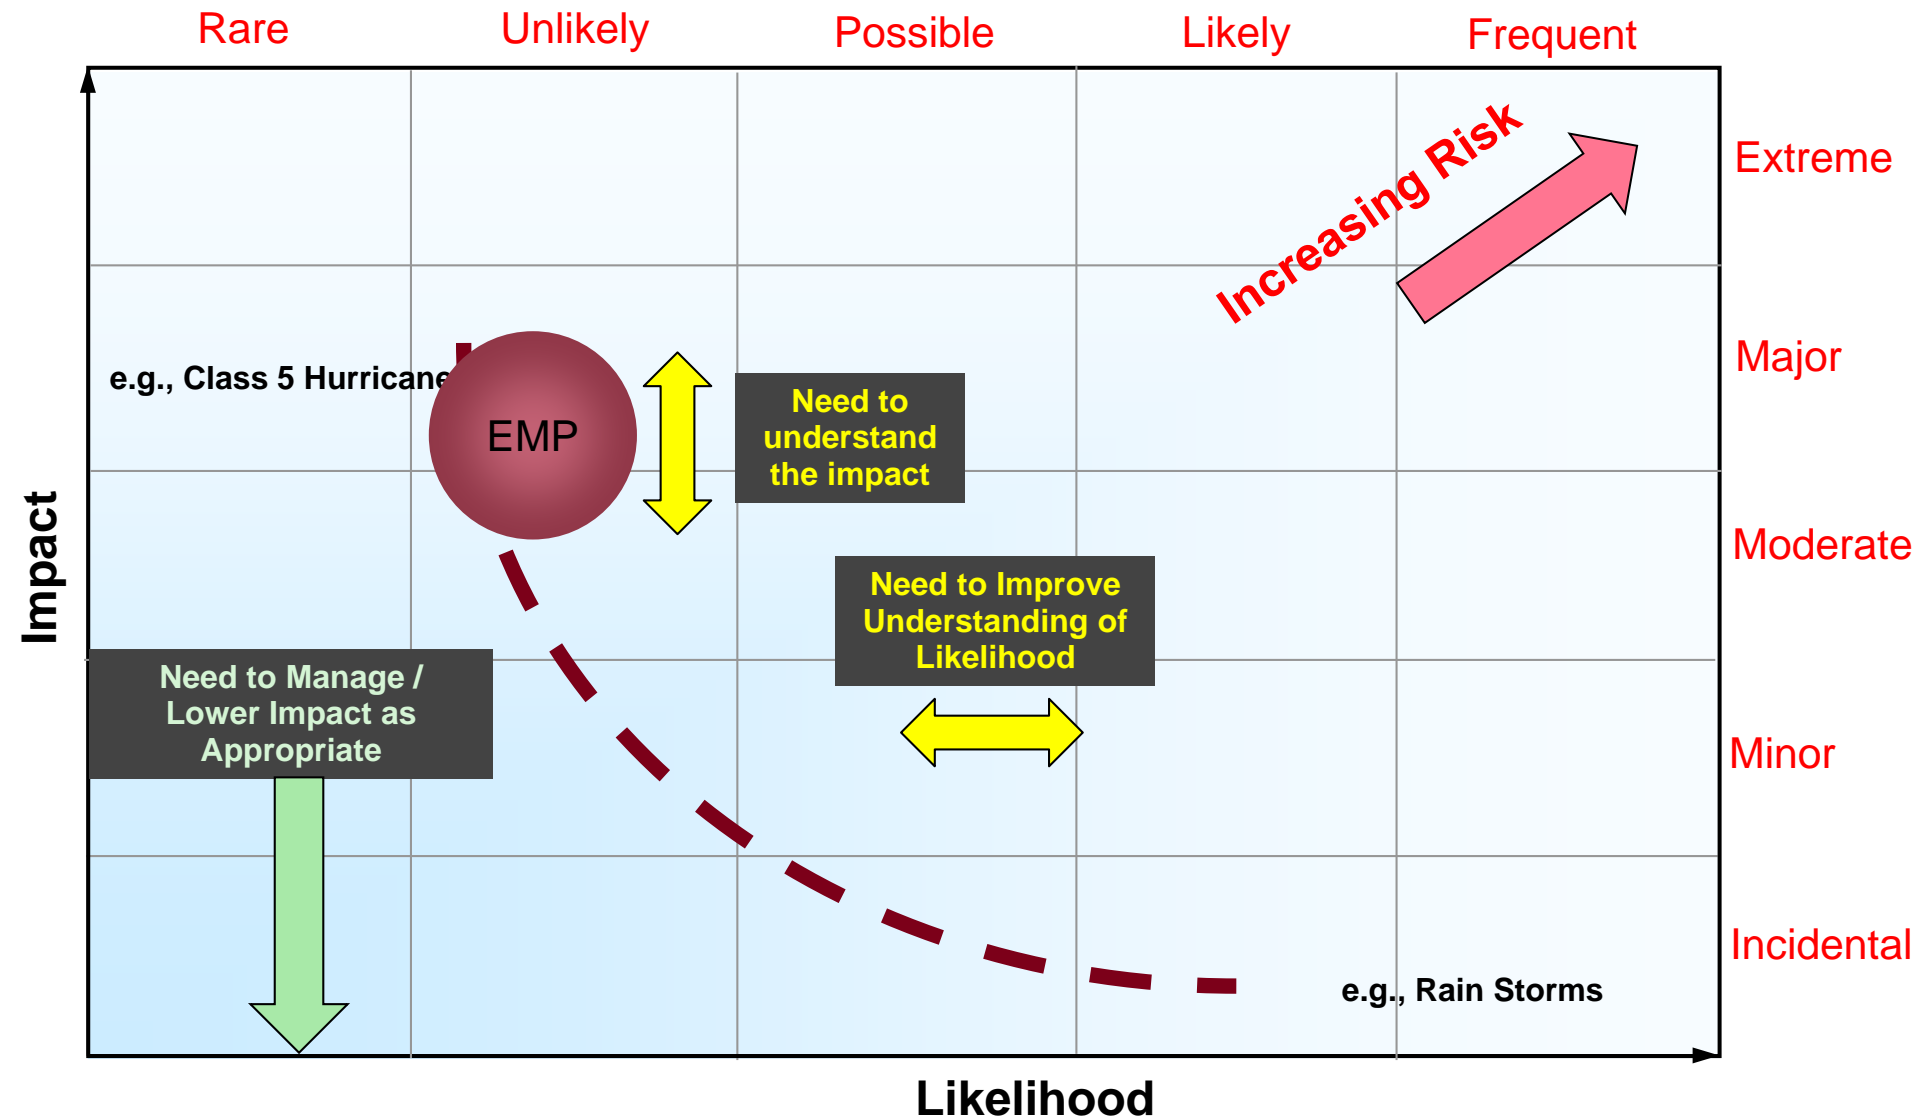 Rare
Unlikely
Possible
Likely
Frequent
Increasing Risk
Extreme
Major
e.g., Class 5 Hurricane
EMP
Need to
understand
the impact
Impact
Moderate
Need to Improve
Understanding of
Likelihood
Need to Manage /
Lower Impact as
Appropriate
Minor
Incidental
e.g., Rain Storms
Likelihood